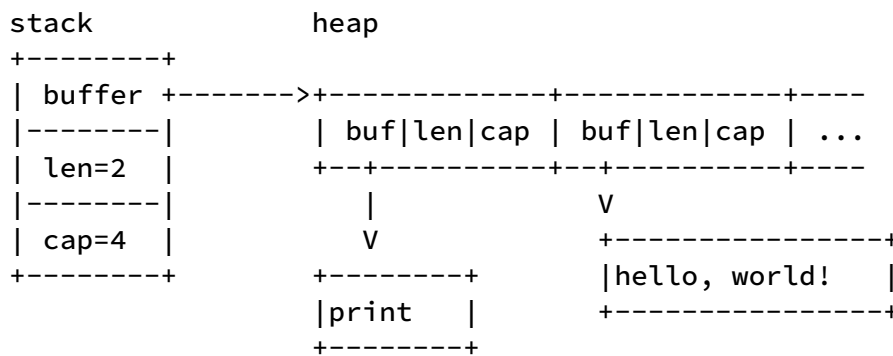 stack              heap
+--------+
| buffer +------->+-------------+-------------+----
|--------|        | buf|len|cap | buf|len|cap | ...
| len=2  |        +--+----------+--+----------+----
|--------|           |             V
| cap=4  |           V             +----------------+
+--------+        +--------+       |hello, world!   |
                  |print   |       +----------------+
                  +--------+